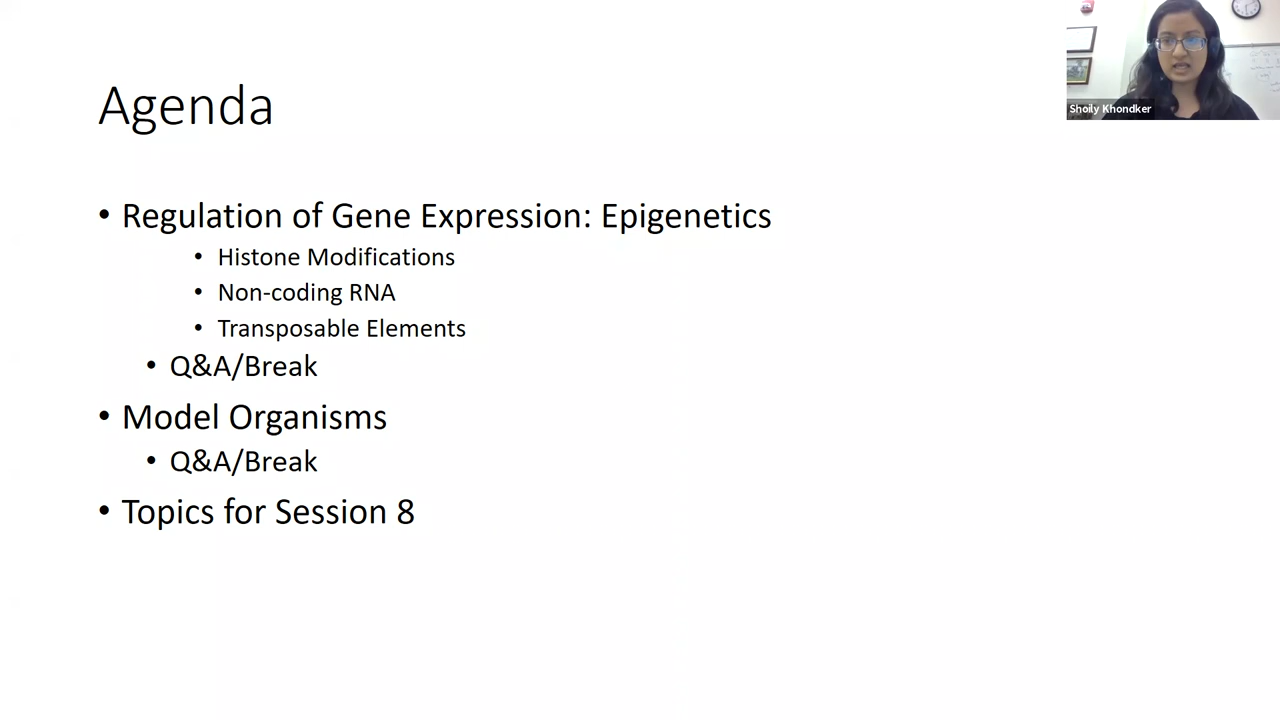 Agenda
• Regulation of Gene Expression: Epigenetics
• Histone Modifications
• Non-coding RNA
• Transposable Elements
• Q&A/Break
• Model Organisms
• Q&A/Break
• Topics for Session 8
Shoily Khondker